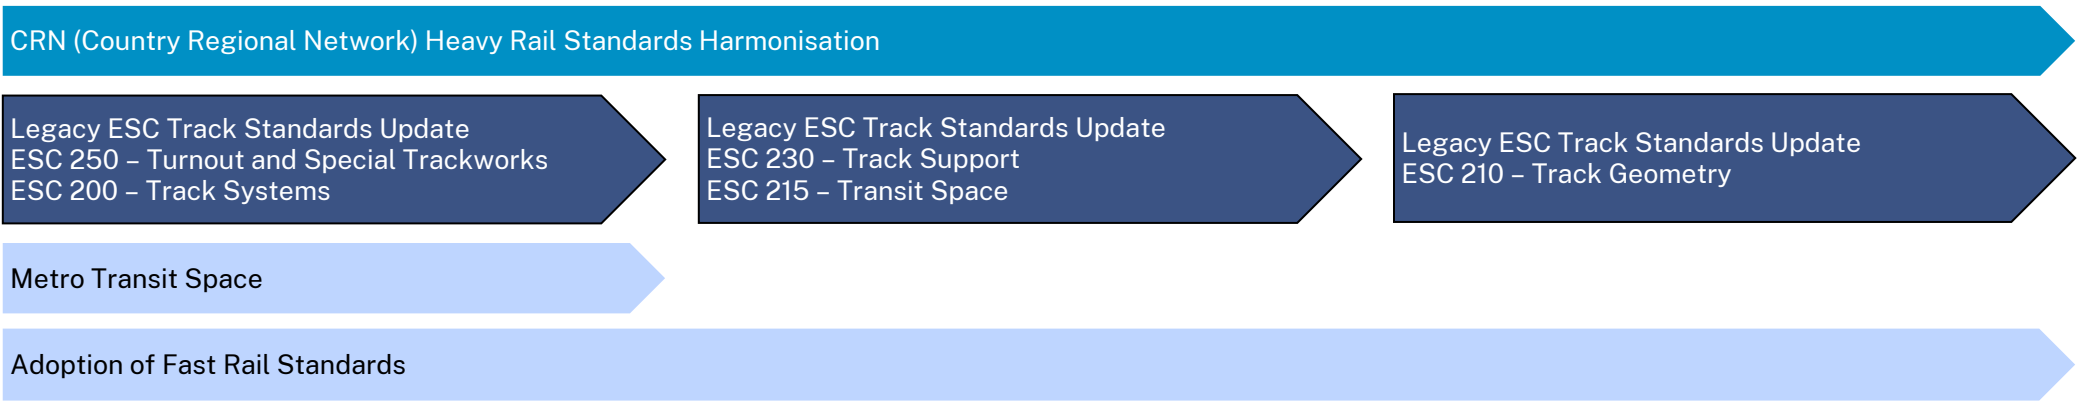 CRN (Country Regional Network) Heavy Rail Standards Harmonisation
Legacy ESC Track Standards Update
ESC 250 – Turnout and Special Trackworks
ESC 200 – Track Systems
Legacy ESC Track Standards Update
ESC 230 – Track Support
ESC 215 – Transit Space
Legacy ESC Track Standards Update
ESC 210 – Track Geometry
Metro Transit Space
Adoption of Fast Rail Standards